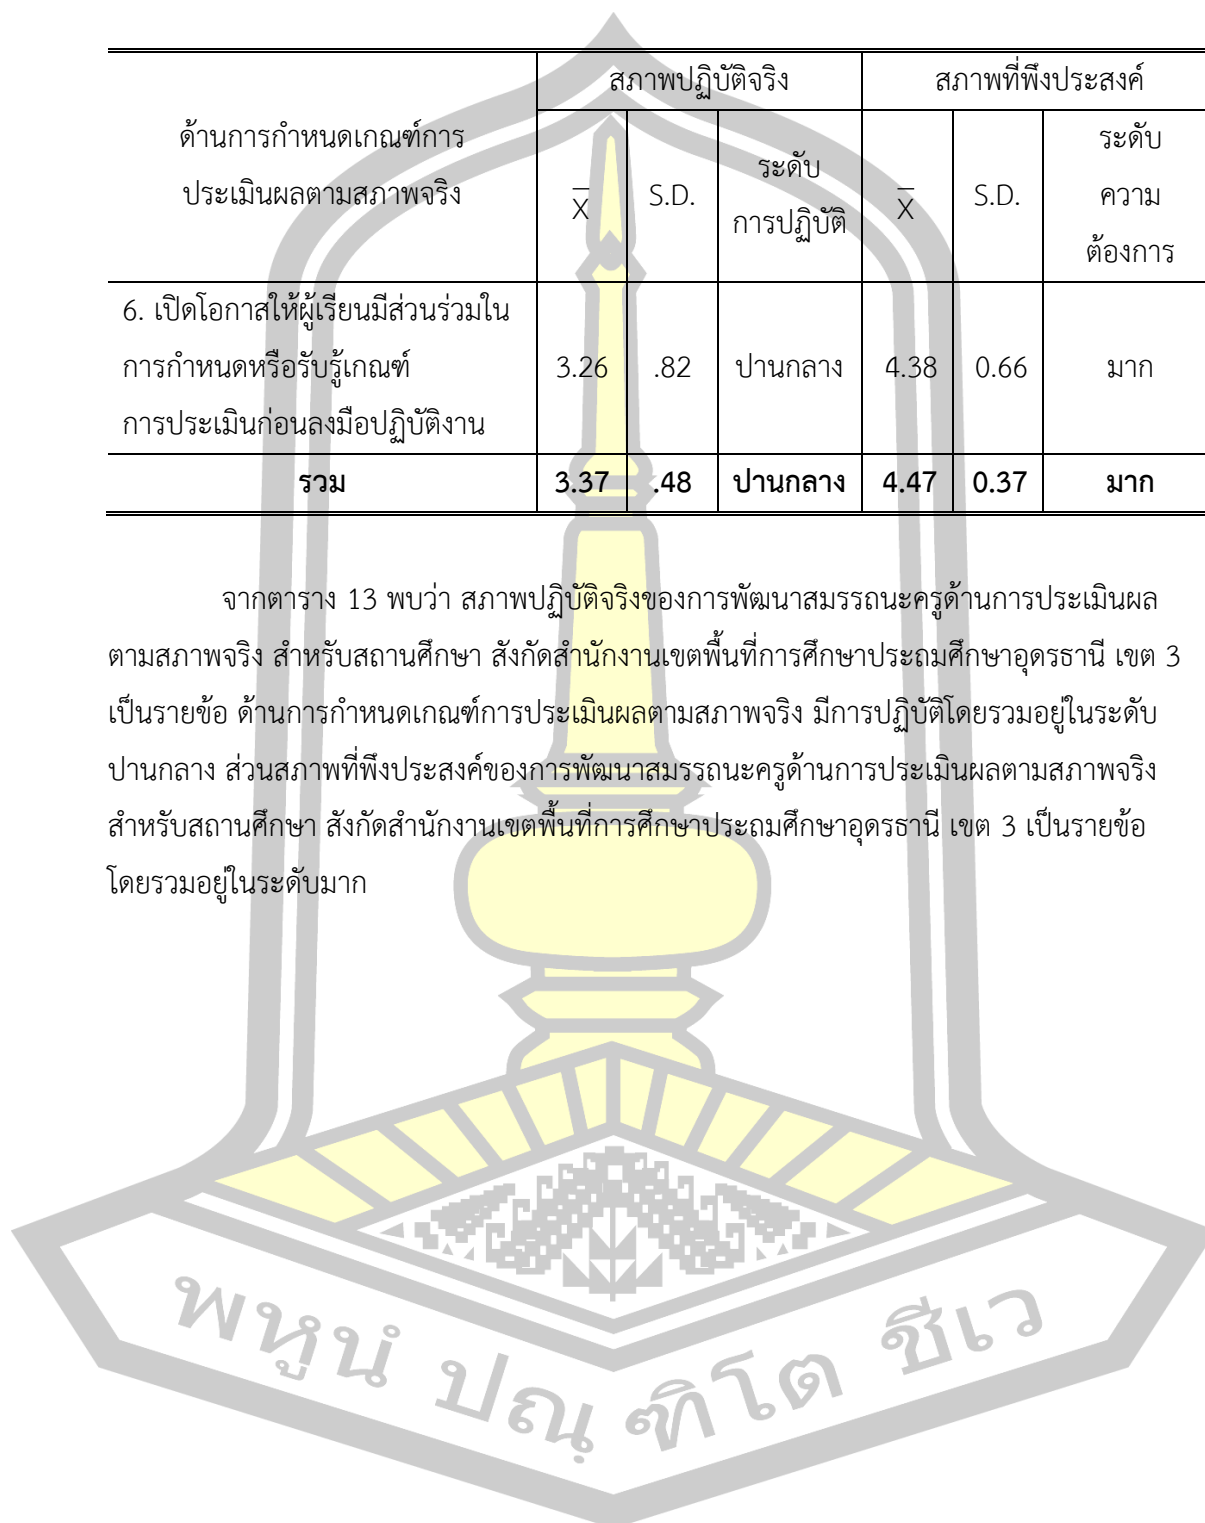 สภาพปฏิบัติจริง สภาพที่พึงประสงค์
ด้านการกำหนดเกณฑ์การ
ประเมินผลตามสภาพจริง
X̅ S.D. ระดับ
การปฏิบัติ
X̅ S.D. ระดับ
ความ
ต้องการ
6. เปิดโอกาสให้ผู้เรียนมีส่วนร่วมใน
การกำหนดหรือรับรู้เกณฑ์
การประเมินก่อนลงมือปฏิบัติงาน
3.26 .82 ปานกลาง 4.38 0.66 มาก
รวม 3.37 .48 ปานกลาง 4.47 0.37 มาก
จากตาราง 13 พบว่า สภาพปฏิบัติจริงของการพัฒนาสมรรถนะครูด้านการประเมินผล
ตามสภาพจริง สำหรับสถานศึกษา สังกัดสำนักงานเขตพื้นที่การศึกษาประถมศึกษาอุดรธานี เขต 3
เป็นรายข้อ ด้านการกำหนดเกณฑ์การประเมินผลตามสภาพจริง มีการปฏิบัติโดยรวมอยู่ในระดับ
ปานกลาง ส่วนสภาพที่พึงประสงค์ของการพัฒนาสมรรถนะครูด้านการประเมินผลตามสภาพจริง
สำหรับสถานศึกษา สังกัดสำนักงานเขตพื้นที่การศึกษาประถมศึกษาอุดรธานี เขต 3 เป็นรายข้อ
โดยรวมอยู่ในระดับมาก
พหูนํ ปณฺ ฑิโต ชีเว